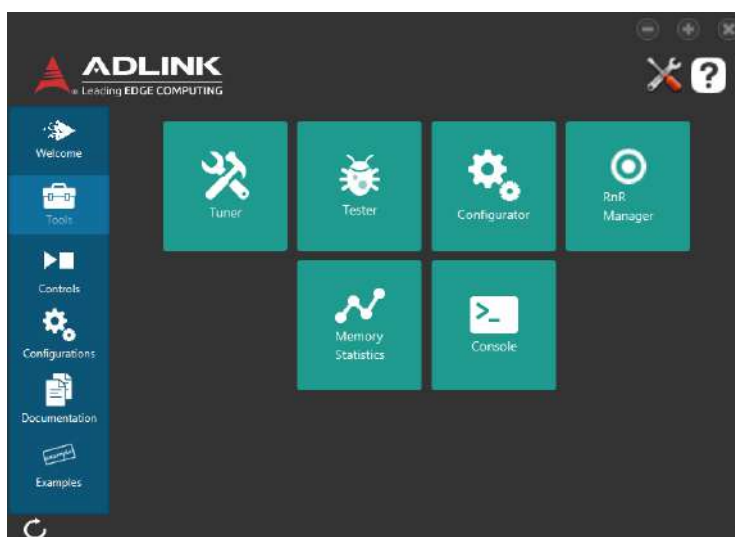 ADLINK
Leading EDGE COMPUTING
Welcome
Tools
Controls
Configurations
Documentation
Examples
Tuner
Tester
Configurator
RnR
Manager
Memory
Statistics
>_
Console
?